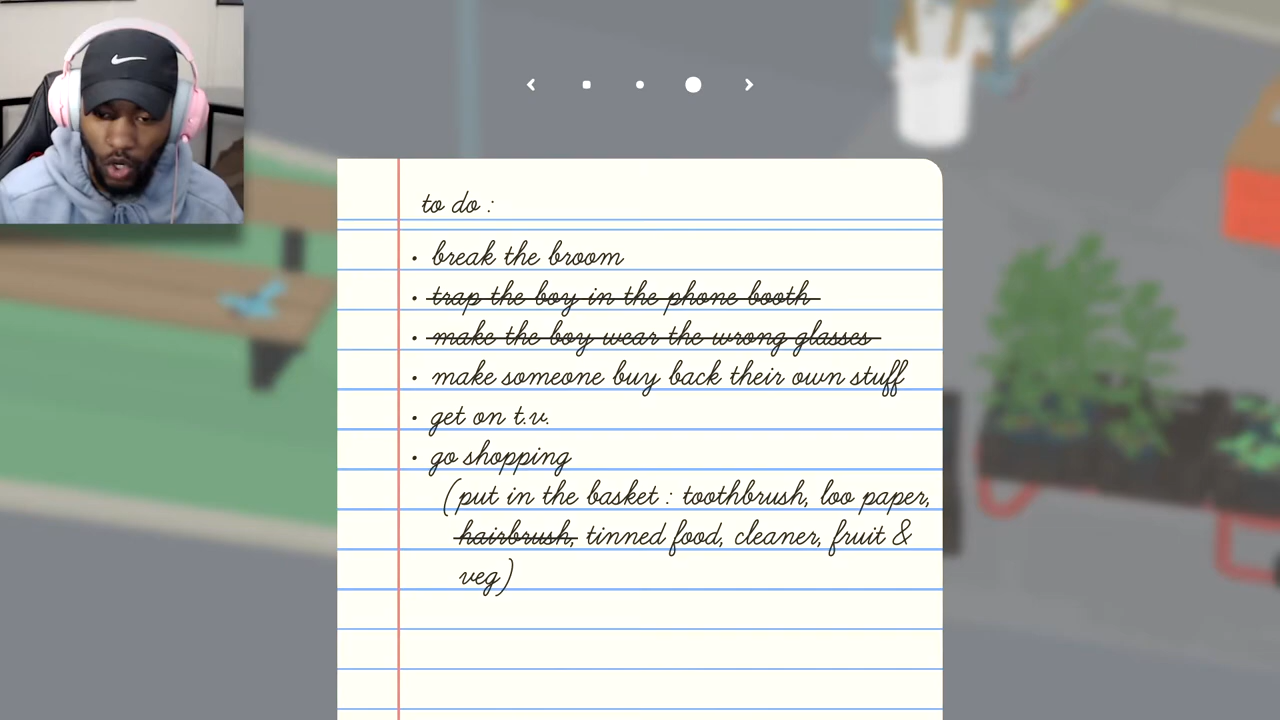 to do :
• break the broom
• trap the boy in the phone booth
• make the boy wear the wrong glasses
• make someone buy back their own stuff
• get on t.v.
• go shopping
(put in the basket : toothbrush, loo paper,
hairbrush, tinned food, cleaner, fruit &
veg)